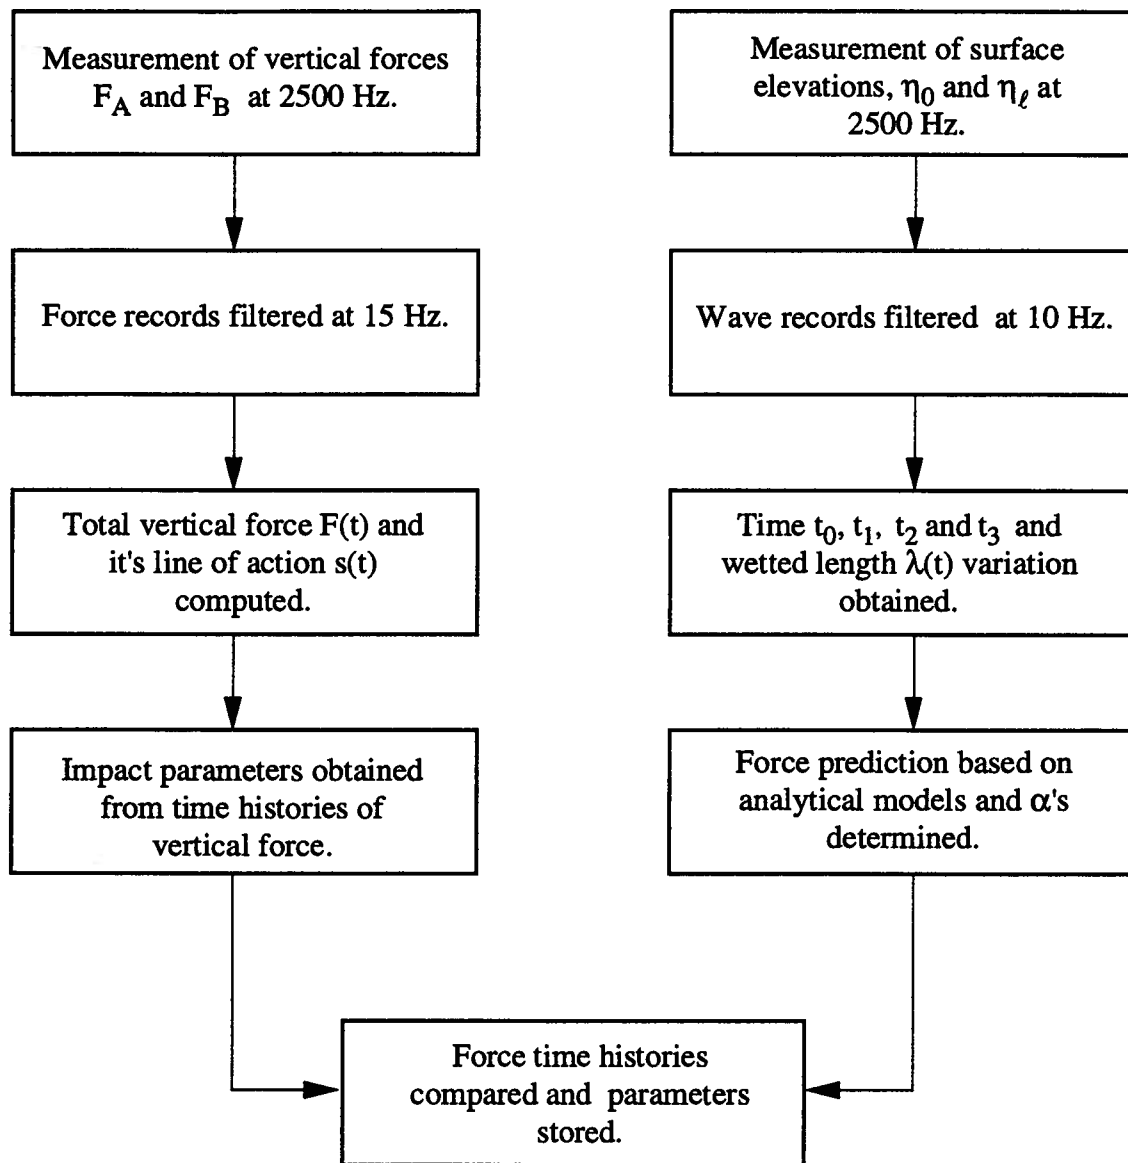 Measurement of vertical forces
F_A and F_B at 2500 Hz.
Measurement of surface
elevations, η_0 and η_ℓ at
2500 Hz.
Force records filtered at 15 Hz.
Wave records filtered at 10 Hz.
Total vertical force F(t) and
it's line of action s(t)
computed.
Time t_0, t_1, t_2 and t_3 and
wetted length λ(t) variation
obtained.
Impact parameters obtained
from time histories of
vertical force.
Force prediction based on
analytical models and α's
determined.
Force time histories
compared and parameters
stored.